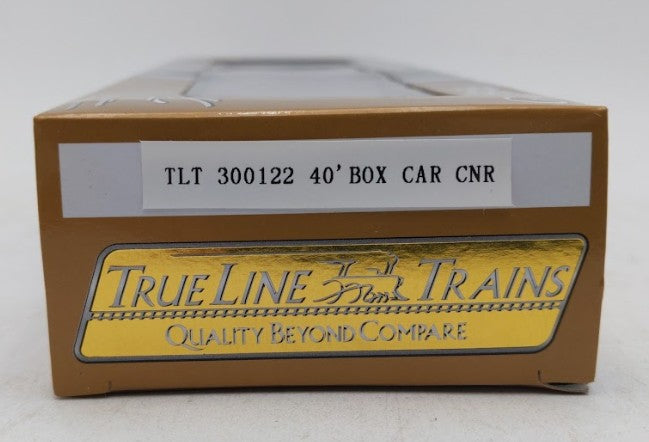 TLT 300122 40' BOX CAR CNR
TRUE LINE TRAINS
QUALITY BEYOND COMPARE